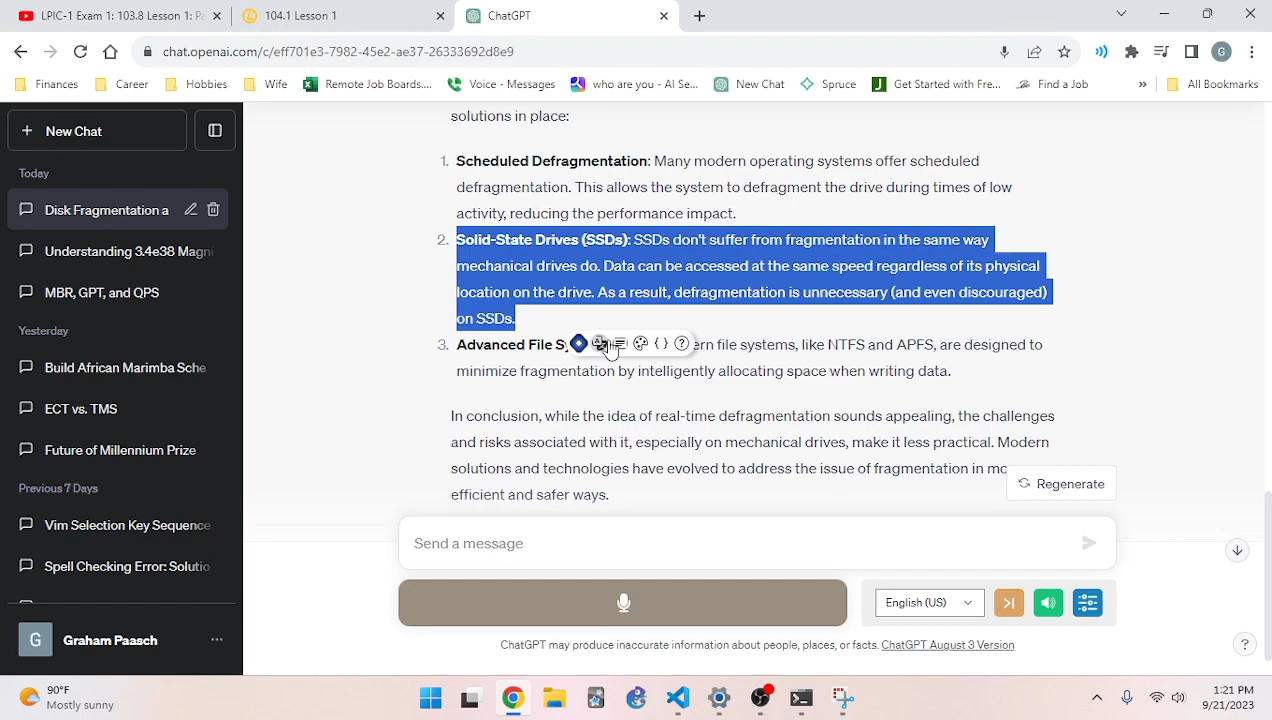 LPIC-1 Exam 1: 103.8 Lesson 1: Pa
104.1 Lesson 1
ChatGPT
chat.openai.com/c/eff701e3-7982-45e2-ae37-26333692d8e9
G
Finances
Career
Hobbies
Wife
Remote Job Boards....
Voice - Messages
who are you - AI Se...
New Chat
Spruce
Get Started with Fre...
Find a Job
»
All Bookmarks
+ New Chat
Today
Disk Fragmentation a
Understanding 3.4e38 Magni
MBR, GPT, and QPS
Yesterday
Build African Marimba Sche
ECT vs. TMS
Future of Millennium Prize
Previous 7 Days
Vim Selection Key Sequence
Spell Checking Error: Solutio
G
Graham Paasch
...
solutions in place:
1. Scheduled Defragmentation: Many modern operating systems offer scheduled
defragmentation. This allows the system to defragment the drive during times of low
activity, reducing the performance impact.
2. Solid-State Drives (SSDs): SSDs don't suffer from fragmentation in the same way
mechanical drives do. Data can be accessed at the same speed regardless of its physical
location on the drive. As a result, defragmentation is unnecessary (and even discouraged)
on SSDs.
3. Advanced File Sy rn file systems, like NTFS and APFS, are designed to
minimize fragmentation by intelligently allocating space when writing data.
In conclusion, while the idea of real-time defragmentation sounds appealing, the challenges
and risks associated with it, especially on mechanical drives, make it less practical. Modern
solutions and technologies have evolved to address the issue of fragmentation in mo
efficient and safer ways.
Regenerate
Send a message
English (US)
ChatGPT may produce inaccurate information about people, places, or facts. ChatGPT August 3 Version
?
90°F
Mostly sunny
1:21 PM
9/21/2023